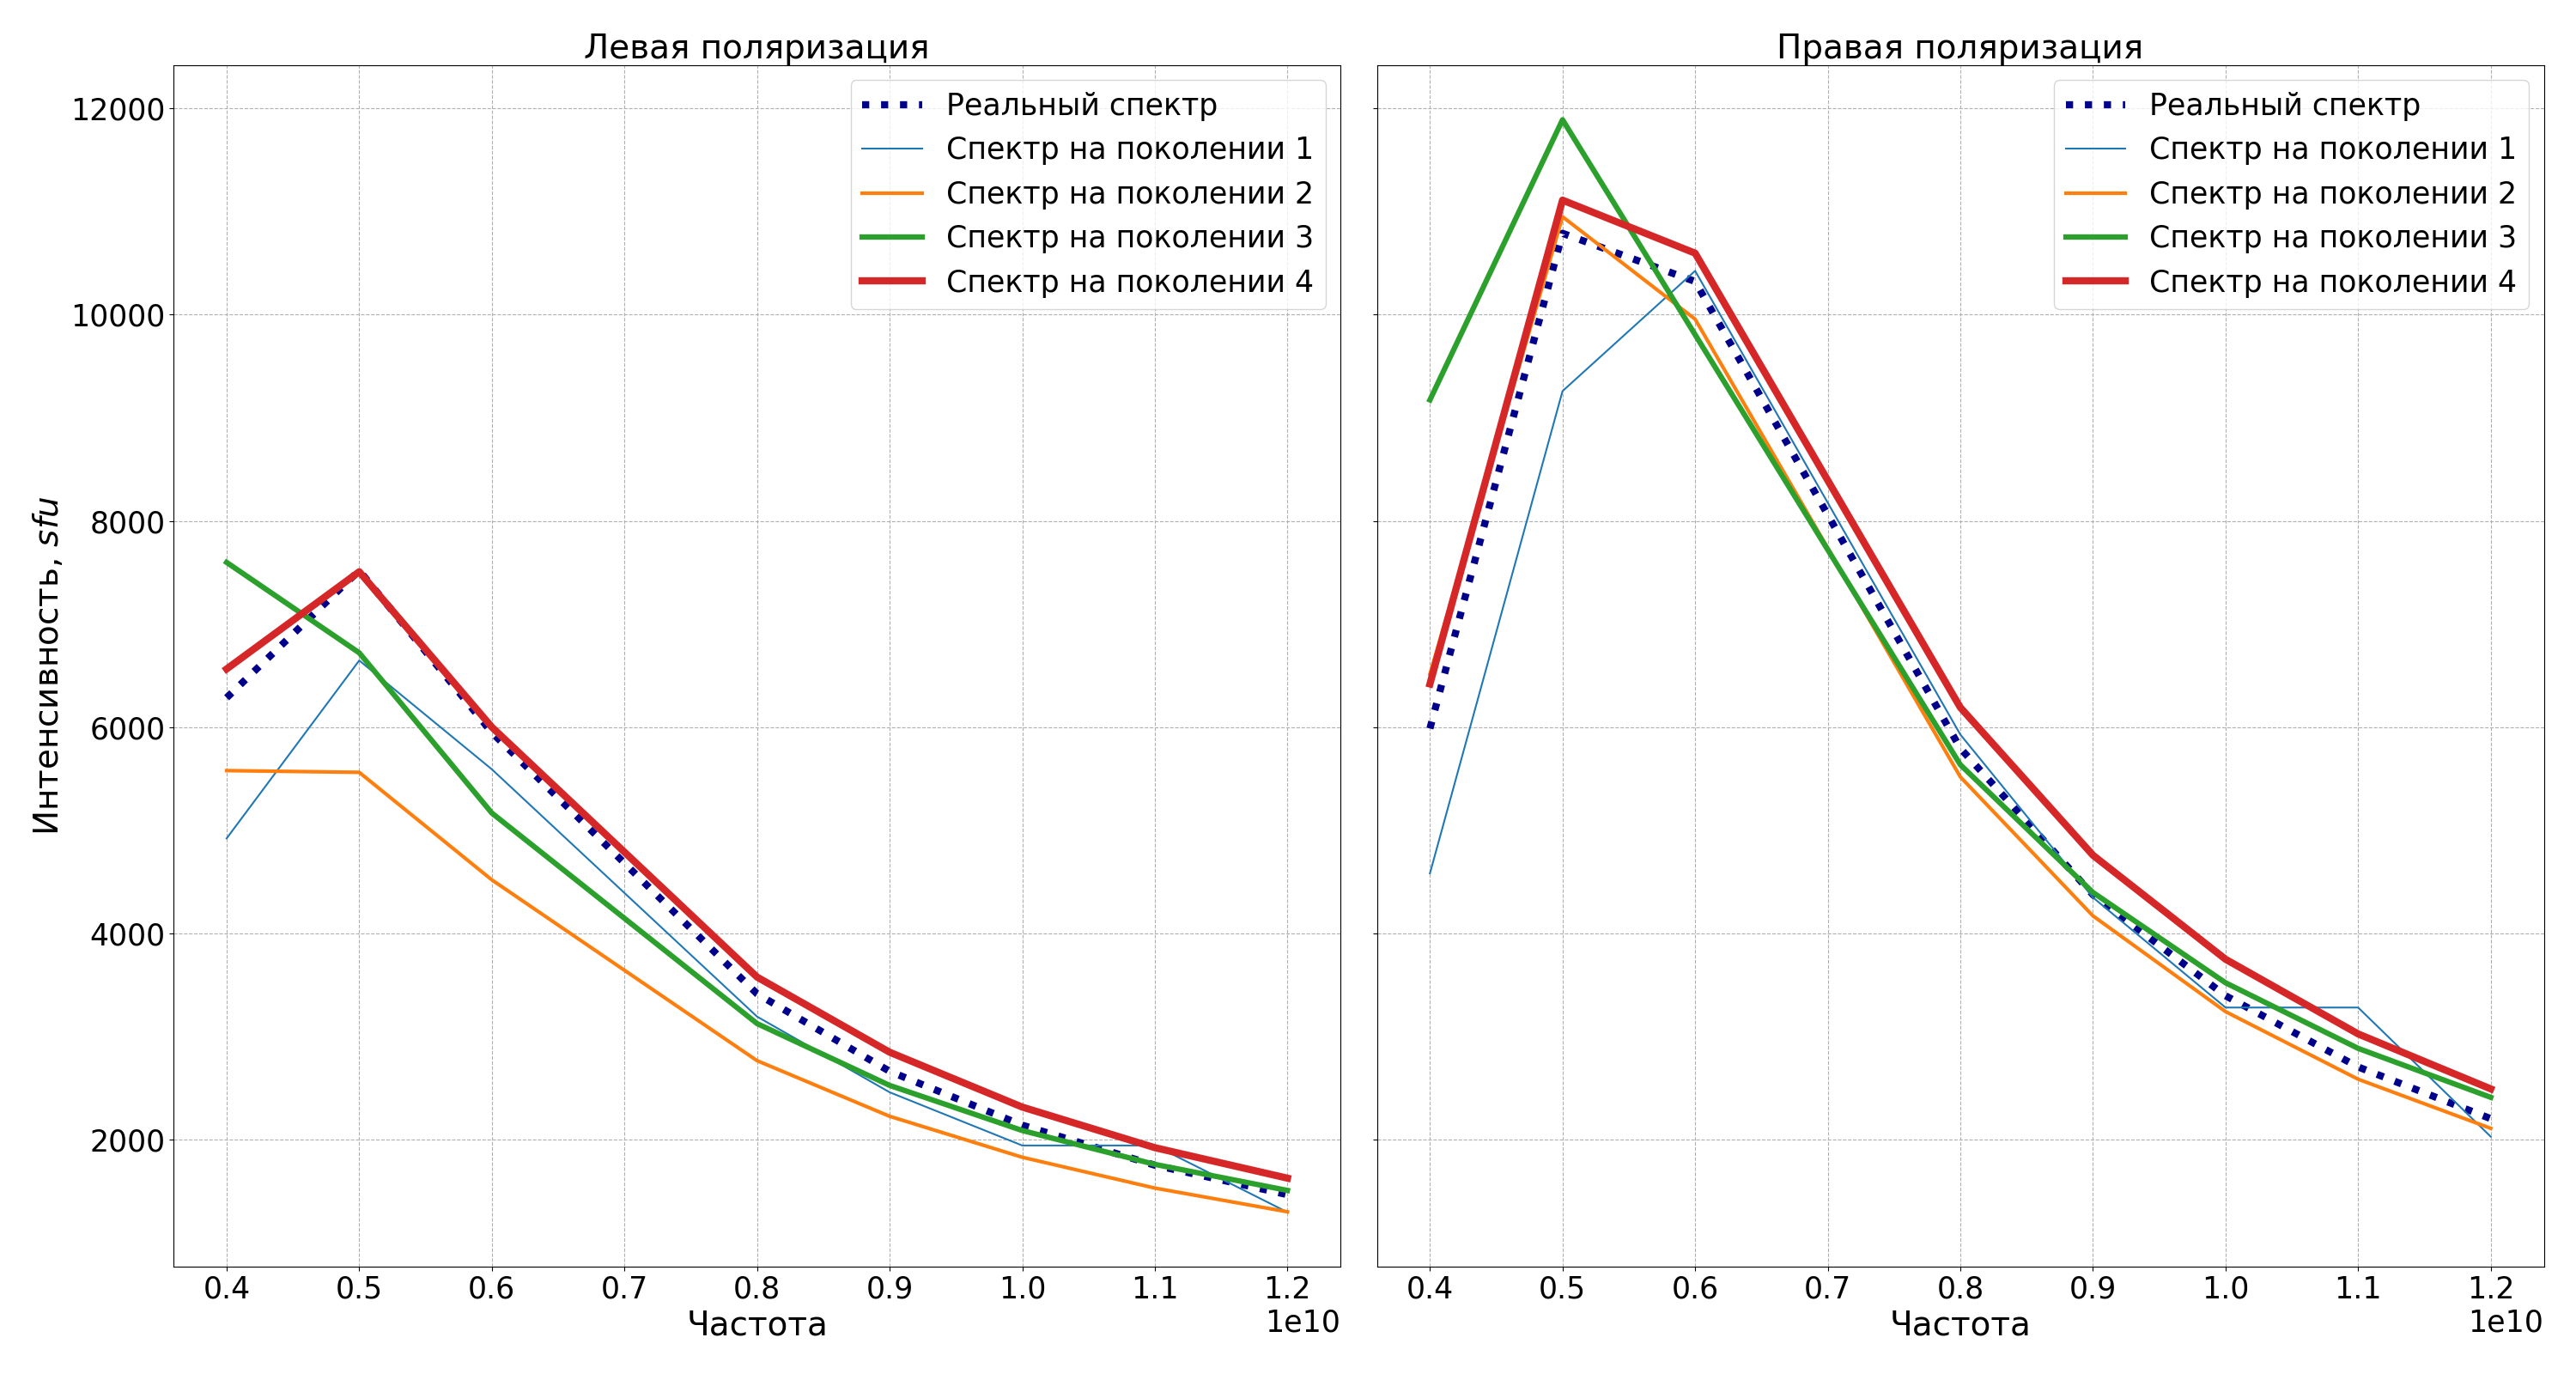 Левая поляризация
Реальный спектр
Спектр на поколении 1
Спектр на поколении 2
Спектр на поколении 3
Спектр на поколении 4
12000
10000
8000
6000
4000
2000
Интенсивность, sfu
0.4 0.5 0.6 0.7 0.8 0.9 1.0 1.1 1.2
Частота
1e10
Правая поляризация
Реальный спектр
Спектр на поколении 1
Спектр на поколении 2
Спектр на поколении 3
Спектр на поколении 4
0.4 0.5 0.6 0.7 0.8 0.9 1.0 1.1 1.2
Частота
1e10